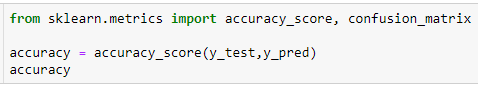 from sklearn.metrics import accuracy_score, confusion_matrix
accuracy = accuracy_score(y_test,y_pred)
accuracy